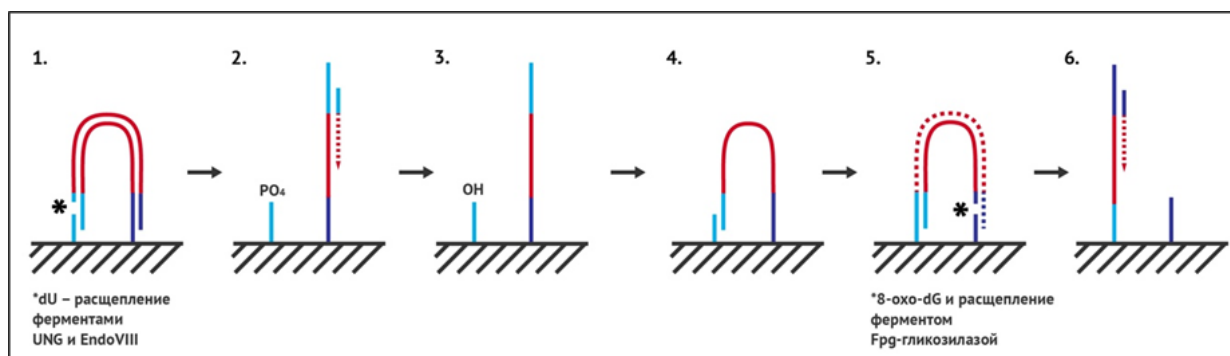 1.
2.
3.
4.
5.
6.
PO₄
OH
*
*
*dU – расщепление
ферментами
UNG и EndoVIII
*8-охо-dG и расщепление
ферментом
Fpg-гликозилазой